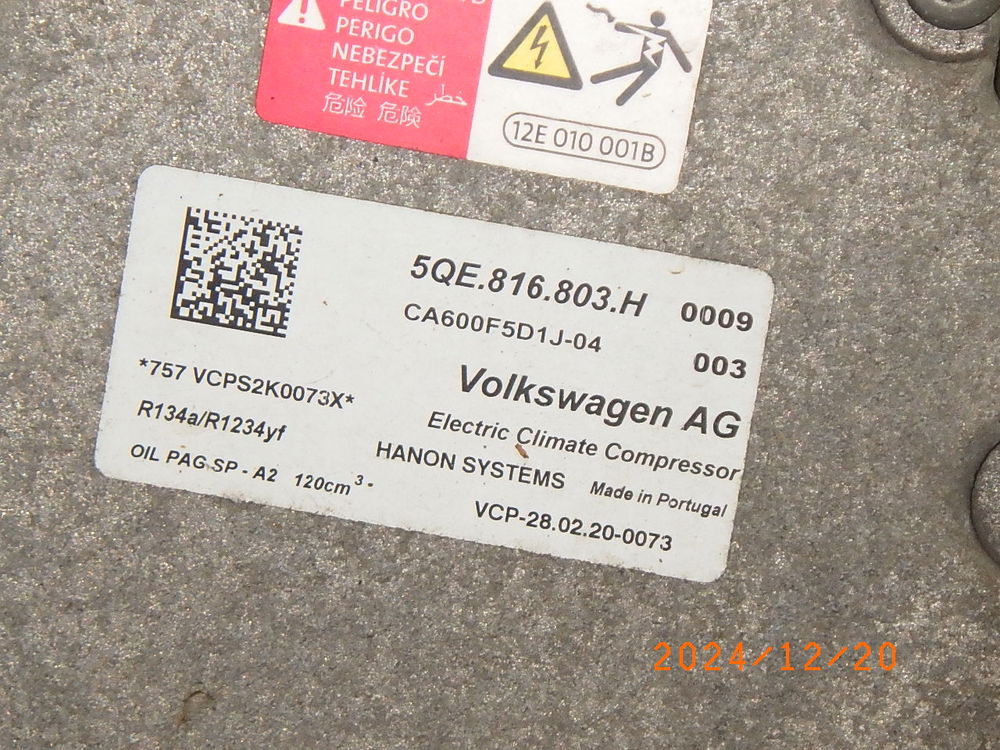 PELIGRO
PERIGO
NEBEZPEČÍ
TEHLİKE
خطر
危险 危險
12E 010 001B
5QE.816.803.H 0009
CA600F5D1J-04 003
*757 VCPS2K0073X*
Volkswagen AG
R134a/R1234yf
Electric Climate Compressor
OIL PAG SP - A2 120cm³-
HANON SYSTEMS
Made in Portugal
VCP-28.02.20-0073
2024/12/20